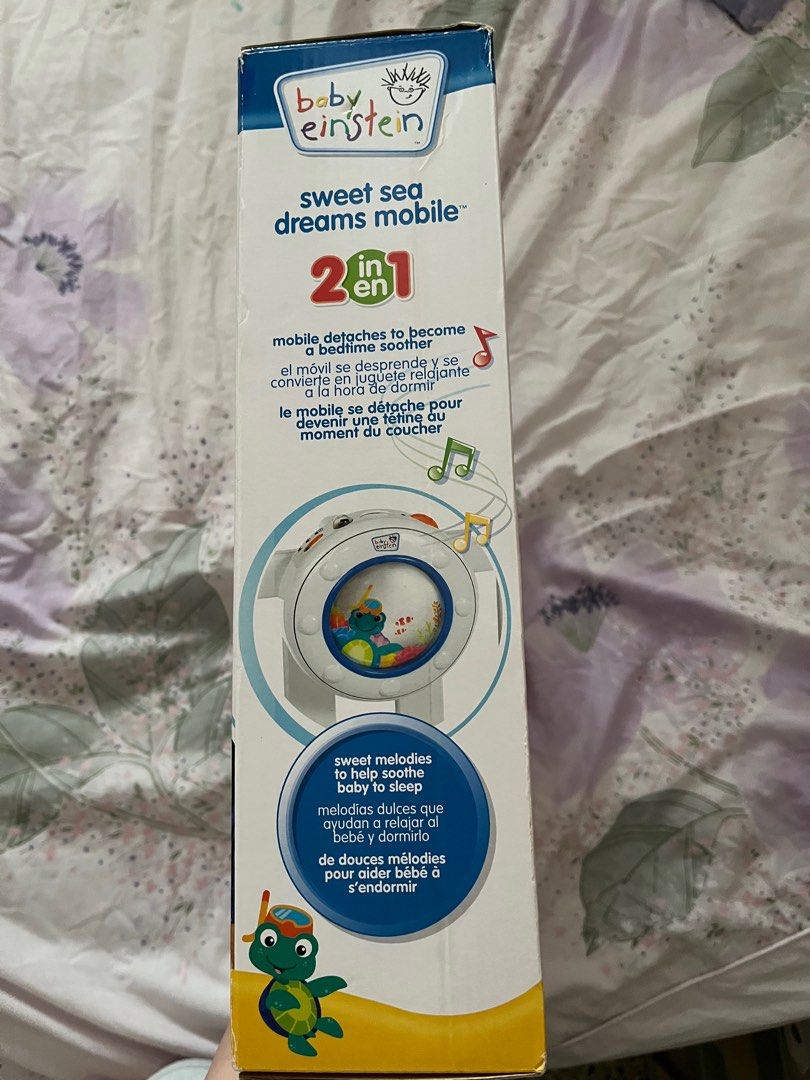 baby
einstein
™
sweet sea
dreams mobile™
2 in en 1
mobile detaches to become
a bedtime soother
el móvil se desprende y se
convierte en juguete relajante
a la hora de dormir
le mobile se détache pour
devenir une tétine au
moment du coucher
baby
einstein
sweet melodies
to help soothe
baby to sleep
melodías dulces que
ayudan a relajar al
bebé y dormirlo
de douces mélodies
pour aider bébé à
s'endormir